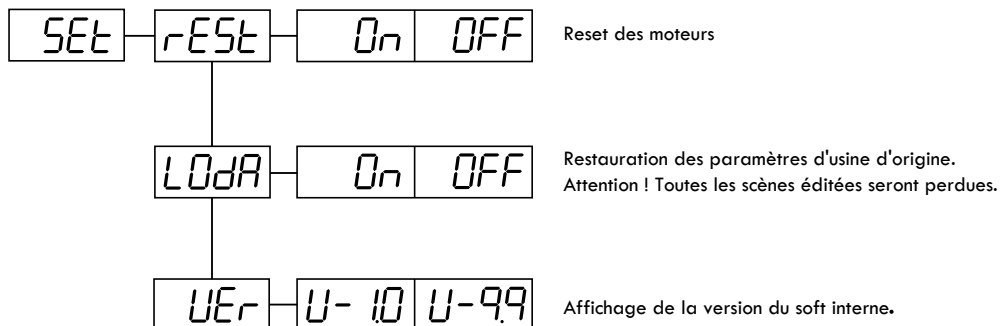 SEt rESt On OFF Reset des moteurs
LOdA On OFF Restauration des paramètres d'usine d'origine.
Attention ! Toutes les scènes éditées seront perdues.
VEr V-1.0 V-9.9 Affichage de la version du soft interne.